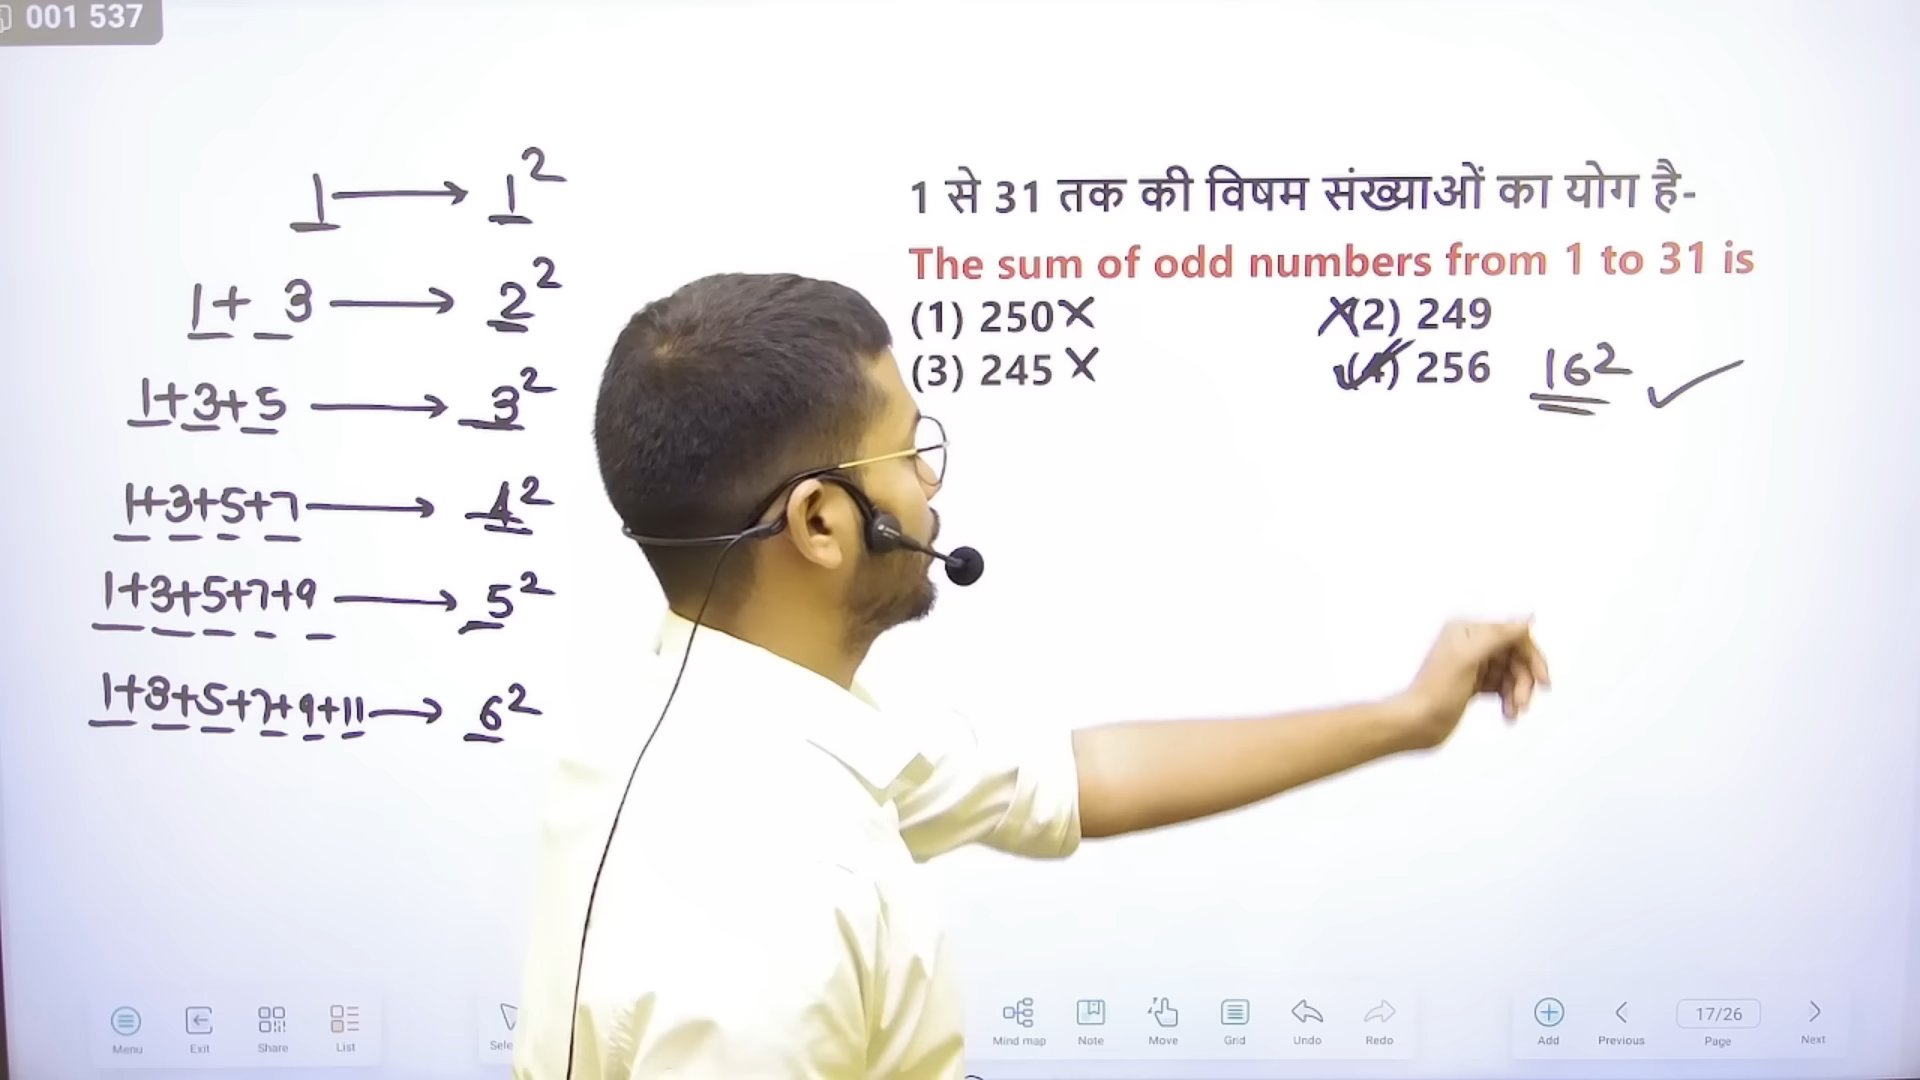 001 537
1 → 1²
1 + 3 → 2²
1+3+5 → 3²
1+3+5+7 → 4²
1+3+5+7+9 → 5²
1+3+5+7+9+11 → 6²
1 से 31 तक की विषम संख्याओं का योग है-
The sum of odd numbers from 1 to 31 is
(1) 250 X X (2) 249
(3) 245 X ✓ (4) 256 16² ✓
Menu Exit Share List Mind map Note Move Grid Undo Redo Add Previous 17/26 Page Next